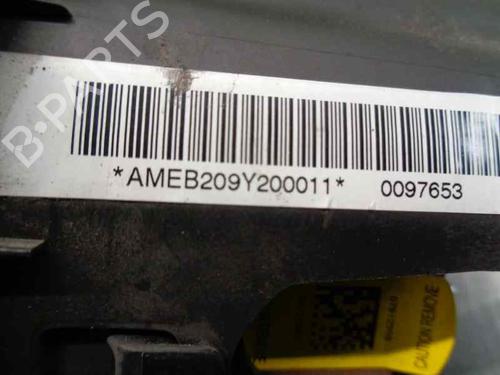 B-PARTS
*AMEB209Y200011* 0097653
CAUTION REMOVE